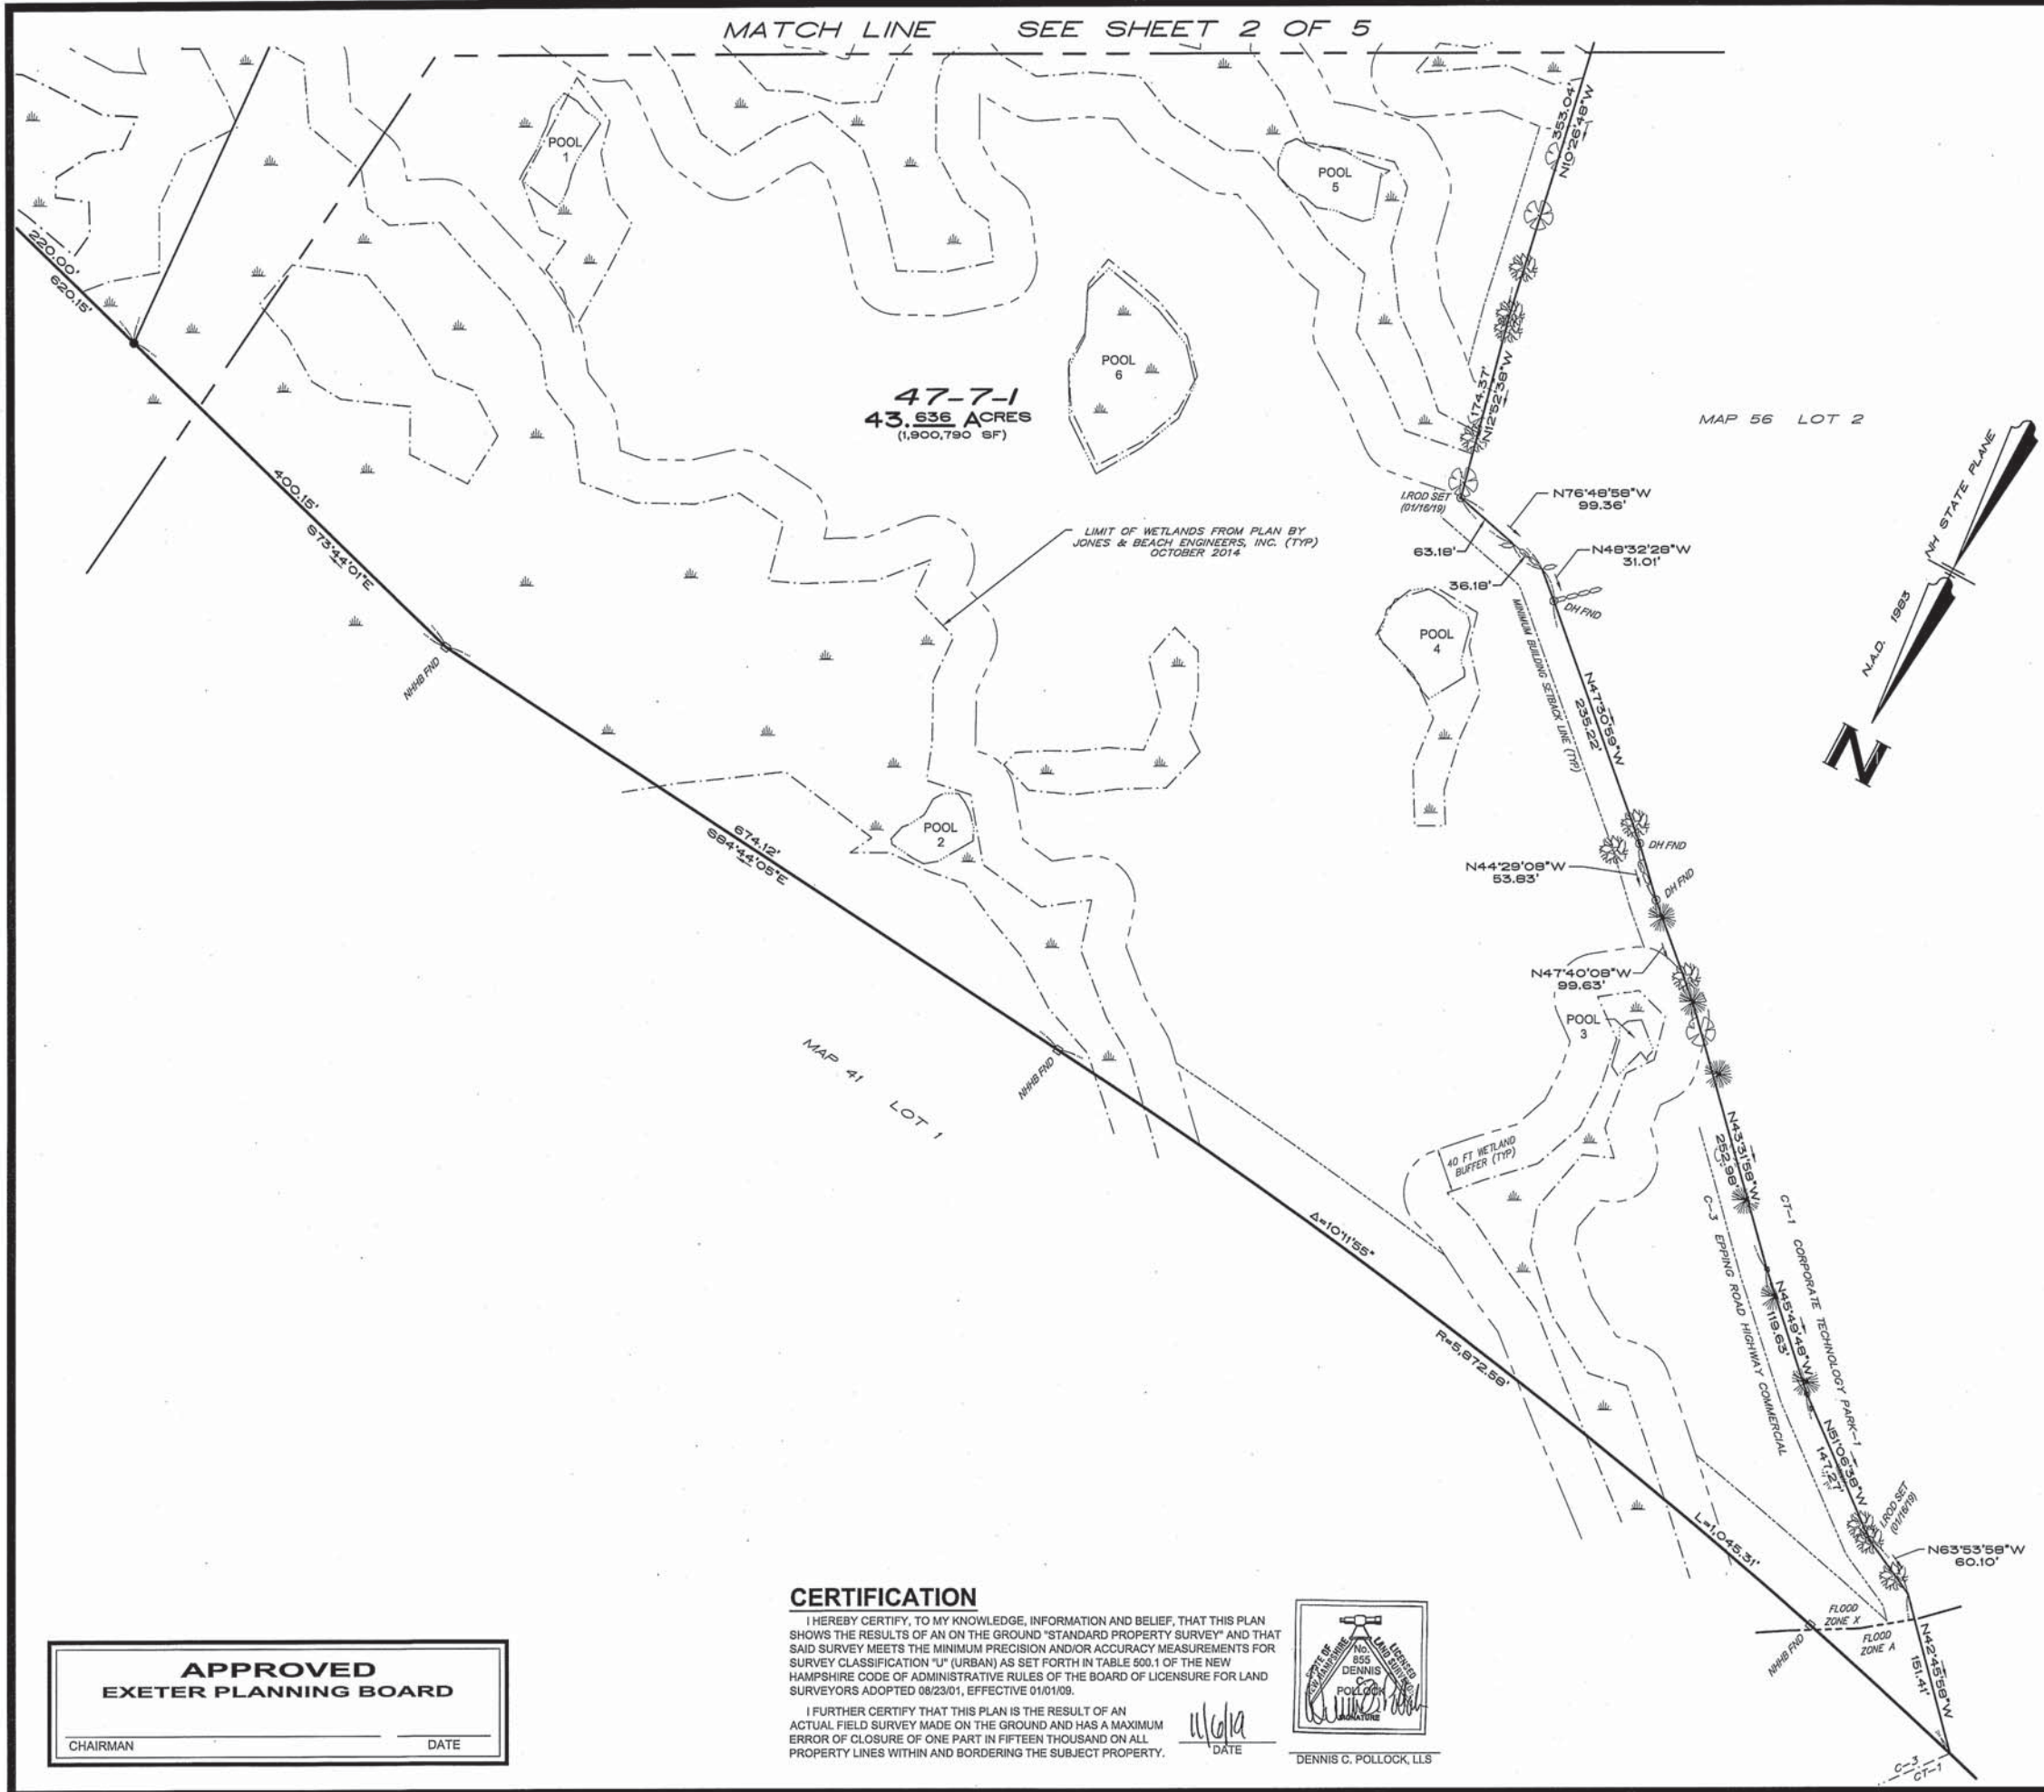 MATCH LINE SEE SHEET 2 OF 5
353.04'
N10°26'48"W
POOL
1
POOL
5
220.00'
620.15'
POOL
6
47-7-1
43.636 ACRES
(1,900,790 SF)
174.37'
N12°52'38"W
MAP 56 LOT 2
NH STATE PLANE
N.A.D. 1983
N
I.ROD SET
(01/16/19)
N76°48'58"W
99.36'
63.18'
N48°32'28"W
31.01'
36.18'
DH FND
400.15'
S73°44'01"E
LIMIT OF WETLANDS FROM PLAN BY
JONES & BEACH ENGINEERS, INC. (TYP)
OCTOBER 2014
MINIMUM BUILDING SETBACK LINE (TYP)
POOL
4
NHHB FND
N47°30'59"W
235.22'
POOL
2
674.12'
S84°44'05"E
DH FND
N44°29'08"W
53.83'
DH FND
N47°40'08"W
99.63'
POOL
3
MAP 41 LOT 1
NHHB FND
40 FT WETLAND
BUFFER (TYP)
N43°31'58"W
252.98'
Δ=10°11'55"
C-3 EPPING ROAD HIGHWAY COMMERCIAL
CT-1 CORPORATE TECHNOLOGY PARK-1
N45°49'48"W
119.63'
R=5,872.58'
N51°06'38"W
147.27'
I.ROD SET
(01/16/19)
L=1,045.31'
N63°53'58"W
60.10'
FLOOD
ZONE X
FLOOD
ZONE A
NHHB FND
N42°45'58"W
151.41'
C-3
CT-1
CERTIFICATION
I HEREBY CERTIFY, TO MY KNOWLEDGE, INFORMATION AND BELIEF, THAT THIS PLAN
SHOWS THE RESULTS OF AN ON THE GROUND "STANDARD PROPERTY SURVEY" AND THAT
SAID SURVEY MEETS THE MINIMUM PRECISION AND/OR ACCURACY MEASUREMENTS FOR
SURVEY CLASSIFICATION "U" (URBAN) AS SET FORTH IN TABLE 500.1 OF THE NEW
HAMPSHIRE CODE OF ADMINISTRATIVE RULES OF THE BOARD OF LICENSURE FOR LAND
SURVEYORS ADOPTED 08/23/01, EFFECTIVE 01/01/09.
I FURTHER CERTIFY THAT THIS PLAN IS THE RESULT OF AN
ACTUAL FIELD SURVEY MADE ON THE GROUND AND HAS A MAXIMUM
ERROR OF CLOSURE OF ONE PART IN FIFTEEN THOUSAND ON ALL
PROPERTY LINES WITHIN AND BORDERING THE SUBJECT PROPERTY.
11/6/19
DATE
STATE OF
NEW HAMPSHIRE
LICENSED
LAND SURVEYOR
No.
855
DENNIS
C.
POLLOCK
SIGNATURE
DENNIS C. POLLOCK, LLS
APPROVED
EXETER PLANNING BOARD
CHAIRMAN DATE